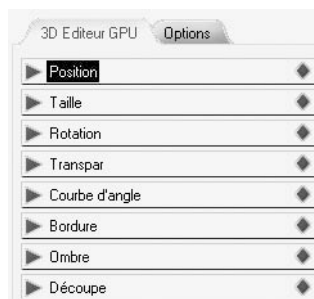 3D Editeur GPU Options
Position
Taille
Rotation
Transpar
Courbe d'angle
Bordure
Ombre
Découpe